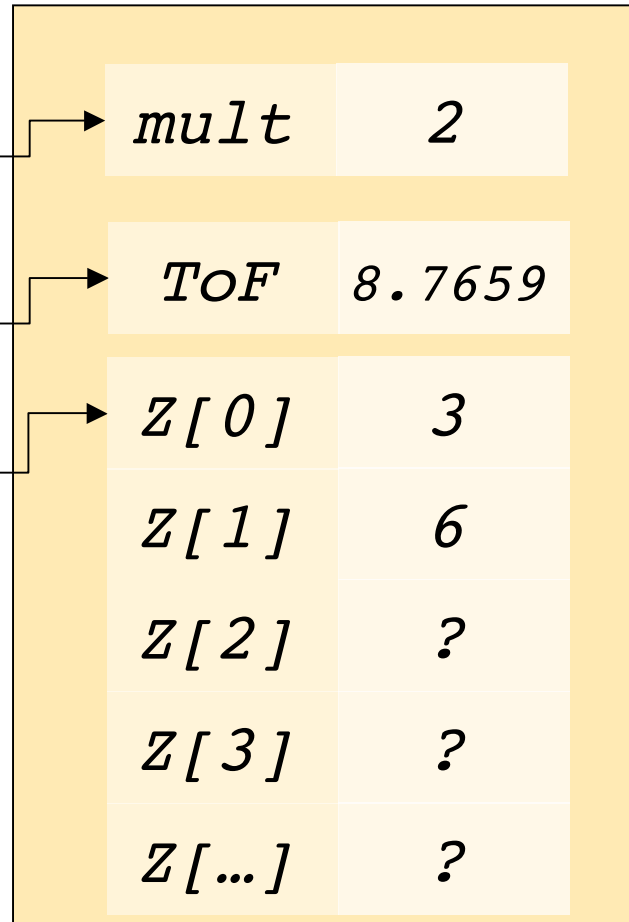 mult 2
ToF 8.7659
Z[0] 3
Z[1] 6
Z[2] ?
Z[3] ?
Z[…] ?